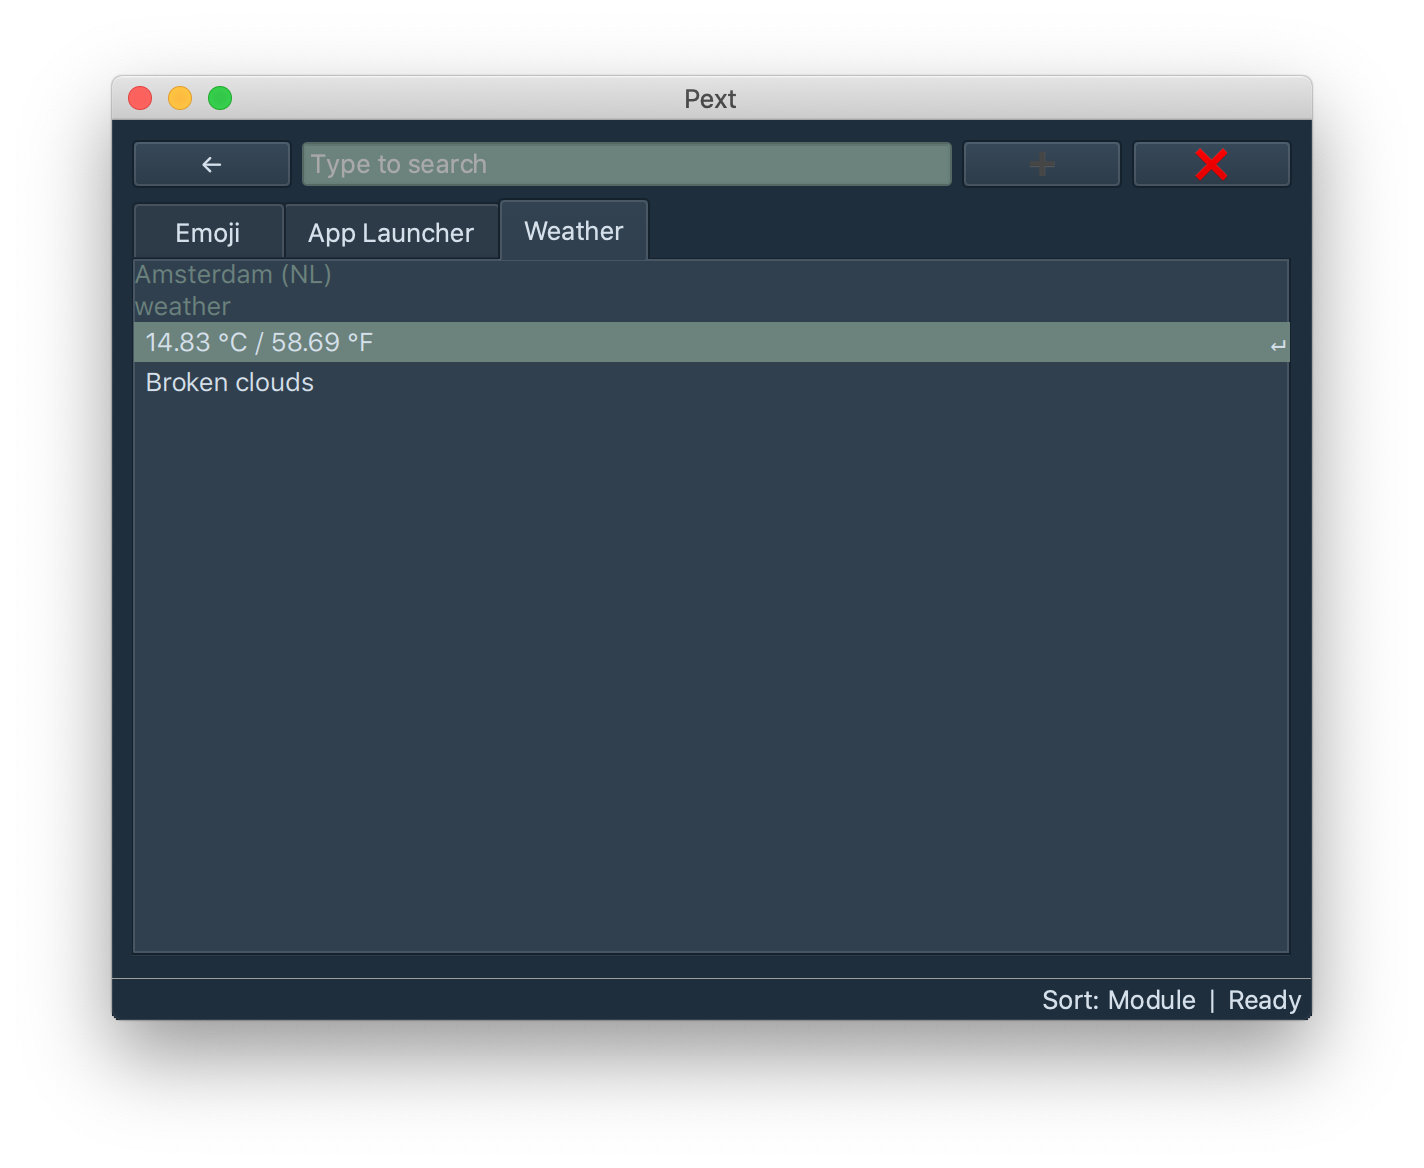 Pext
← Type to search
Emoji App Launcher Weather
Amsterdam (NL)
weather
14.83 °C / 58.69 °F ↵
Broken clouds
Sort: Module | Ready